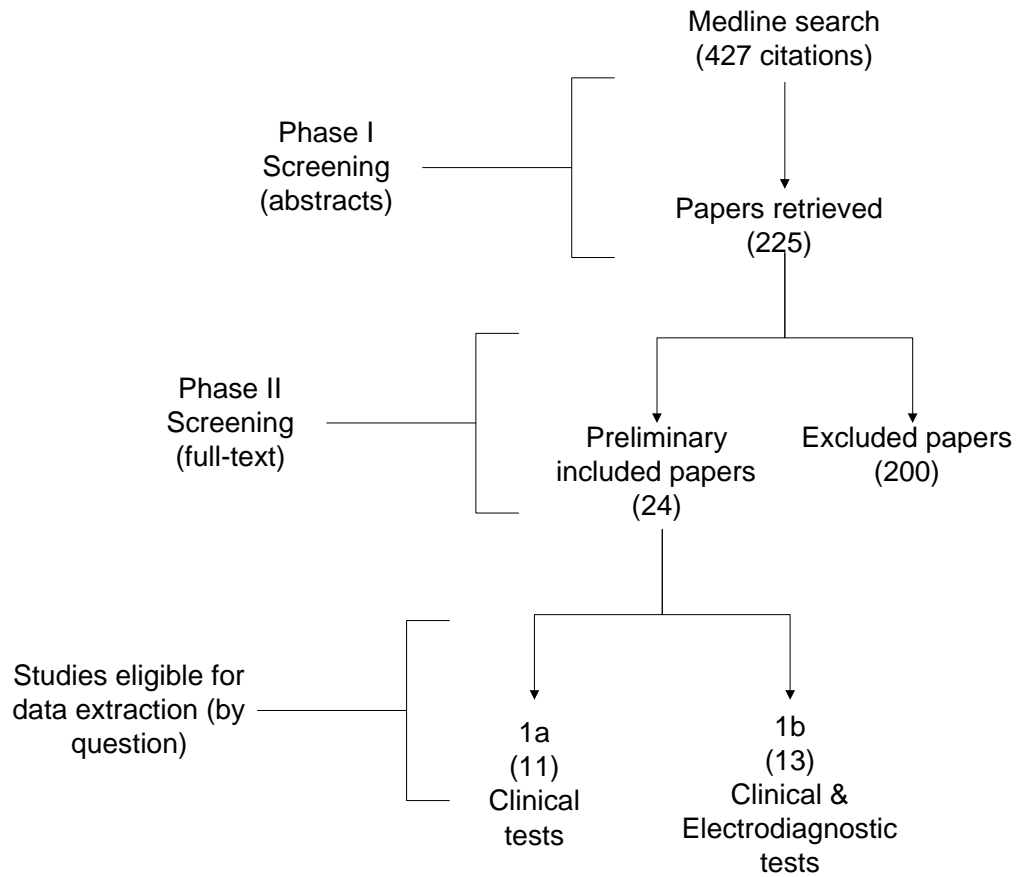 Medline search
(427 citations)
Phase I
Screening
(abstracts)
Papers retrieved
(225)
Phase II
Screening
(full-text)
Preliminary
included papers
(24)
Excluded papers
(200)
Studies eligible for
data extraction (by
question)
1a
(11)
Clinical
tests
1b
(13)
Clinical &
Electrodiagnostic
tests